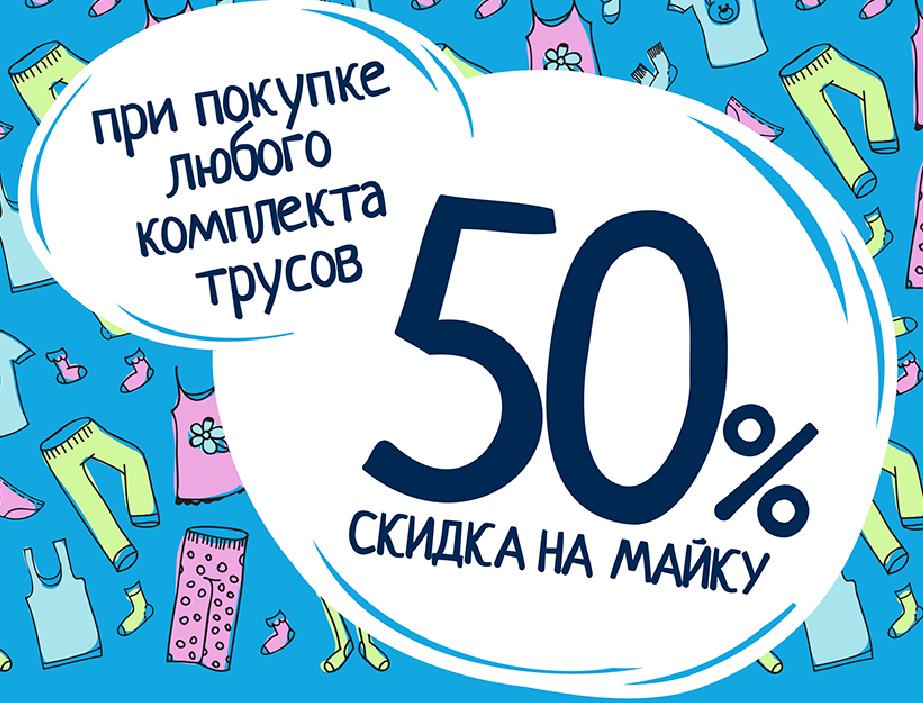 при покупке
любого
комплекта
трусов
50%
СКИДКА НА МАЙКУ